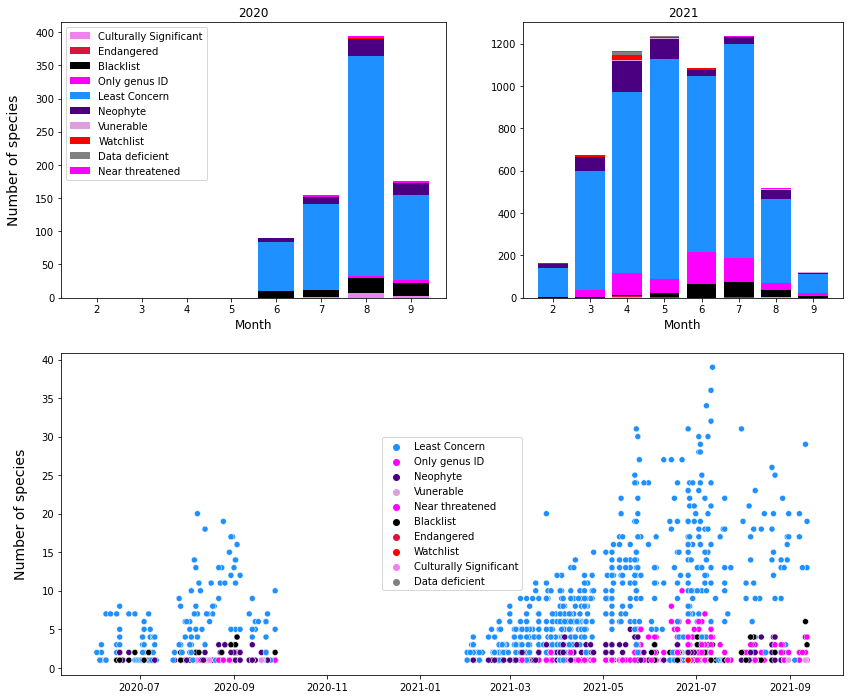 2020
2021
Number of species
400
350
300
250
200
150
100
50
0
Culturally Significant
Endangered
Blacklist
Only genus ID
Least Concern
Neophyte
Vunerable
Watchlist
Data deficient
Near threatened
2 3 4 5 6 7 8 9
Month
1200
1000
800
600
400
200
0
2 3 4 5 6 7 8 9
Month
Number of species
40
35
30
25
20
15
10
5
0
Least Concern
Only genus ID
Neophyte
Vunerable
Near threatened
Blacklist
Endangered
Watchlist
Culturally Significant
Data deficient
2020-07 2020-09 2020-11 2021-01 2021-03 2021-05 2021-07 2021-09